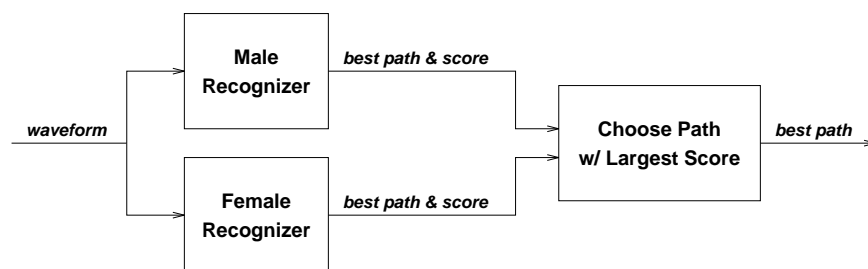 Male
Recognizer
best path & score
waveform
Choose Path
w/ Largest Score
best path
Female
Recognizer
best path & score